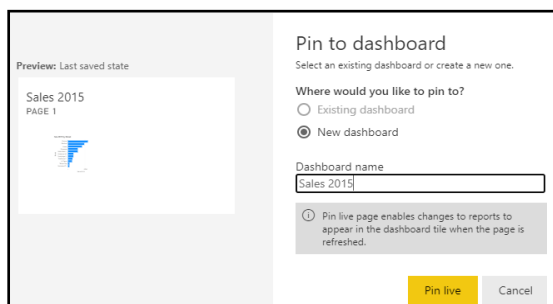 Preview: Last saved state
Sales 2015
PAGE 1
Pin to dashboard
Select an existing dashboard or create a new one.
Where would you like to pin to?
Existing dashboard
New dashboard
Dashboard name
Sales 2015
Pin live page enables changes to reports to
appear in the dashboard tile when the page is
refreshed.
Pin live
Cancel